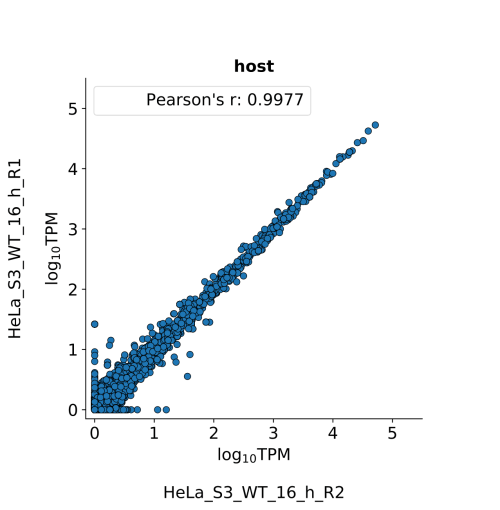 host
Pearson's r: 0.9977
HeLa_S3_WT_16_h_R1
log₁₀TPM
5
4
3
2
1
0
0 1 2 3 4 5
log₁₀TPM
HeLa_S3_WT_16_h_R2